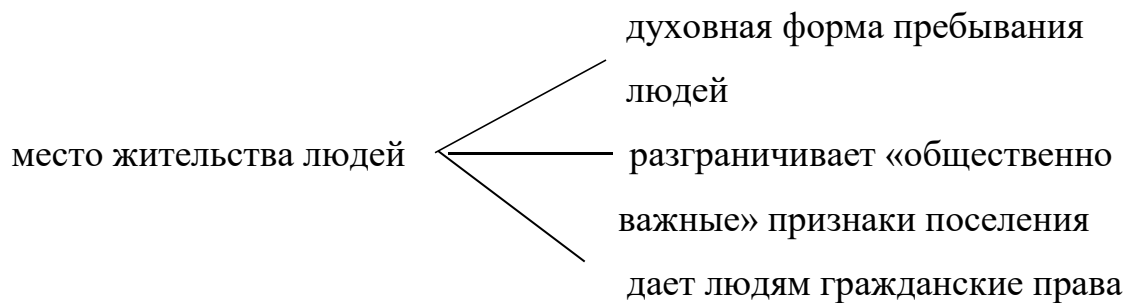 духовная форма пребывания
людей
место жительства людей
разграничивает «общественно
важные» признаки поселения
дает людям гражданские права